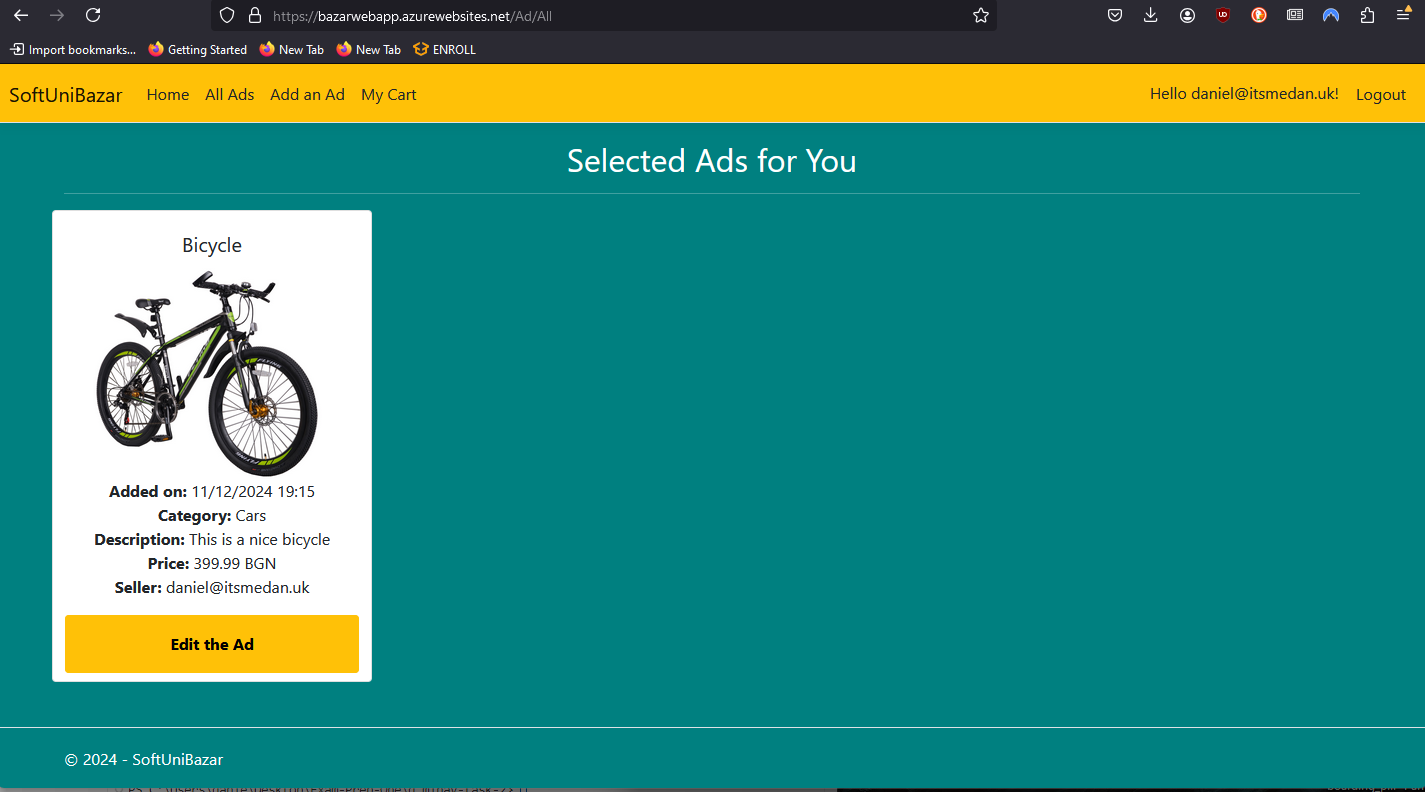 https://bazarwebapp.azurewebsites.net/Ad/All
Import bookmarks... Getting Started New Tab New Tab ENROLL
SoftUniBazar Home All Ads Add an Ad My Cart Hello daniel@itsmedan.uk! Logout
Selected Ads for You
Bicycle
FLYING
FLYING
Added on: 11/12/2024 19:15
Category: Cars
Description: This is a nice bicycle
Price: 399.99 BGN
Seller: daniel@itsmedan.uk
Edit the Ad
© 2024 - SoftUniBazar